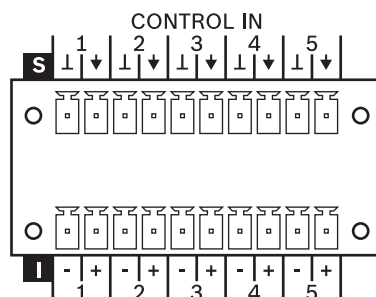 CONTROL IN
1 2 3 4 5
S ⊥ ↓ ⊥ ↓ ⊥ ↓ ⊥ ↓ ⊥ ↓
I - + - + - + - + - +
1 2 3 4 5